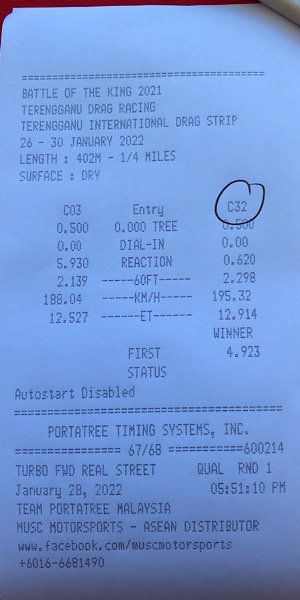 ========================================
BATTLE OF THE KING 2021
TERENGGANU DRAG RACING
TERENGGANU INTERNATIONAL DRAG STRIP
26 - 30 JANUARY 2022
LENGTH : 402M - 1/4 MILES
SURFACE : DRY
C03 Entry C32
0.500 0.000 TREE 0.500
0.00 DIAL-IN 0.00
5.930 REACTION 0.620
2.139 -----60FT----- 2.298
188.04 -----KM/H----- 195.32
12.527 ------ET------ 12.914
WINNER
FIRST 4.923
STATUS
Autostart Disabled
========================================
PORTATREE TIMING SYSTEMS, INC.
=============== 67/68 ===========600214
TURBO FWD REAL STREET QUAL RND 1
January 28, 2022 05:51:10 PM
TEAM PORTATREE MALAYSIA
MUSC MOTORSPORTS - ASEAN DISTRIBUTOR
www.facebook.com/muscmotorsports
+6016-6681490